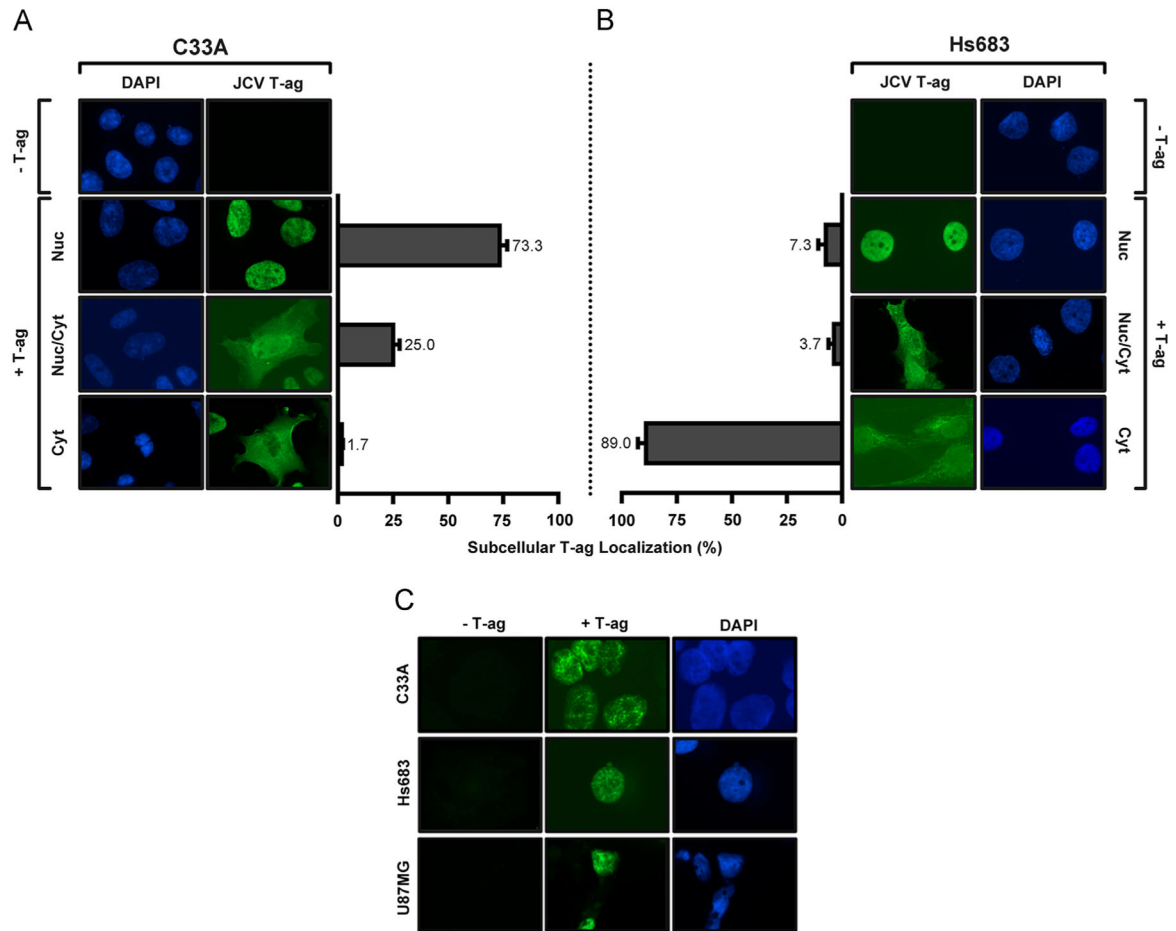 A
B
C33A
Hs683
DAPI JCV T-ag
JCV T-ag DAPI
- T-ag
- T-ag
Nuc
73.3
7.3
Nuc
+ T-ag
Nuc/Cyt
25.0
3.7
Nuc/Cyt
+ T-ag
Cyt
1.7
89.0
Cyt
0 25 50 75 100
100 75 50 25 0
Subcellular T-ag Localization (%)
C
- T-ag + T-ag DAPI
C33A
Hs683
U87MG